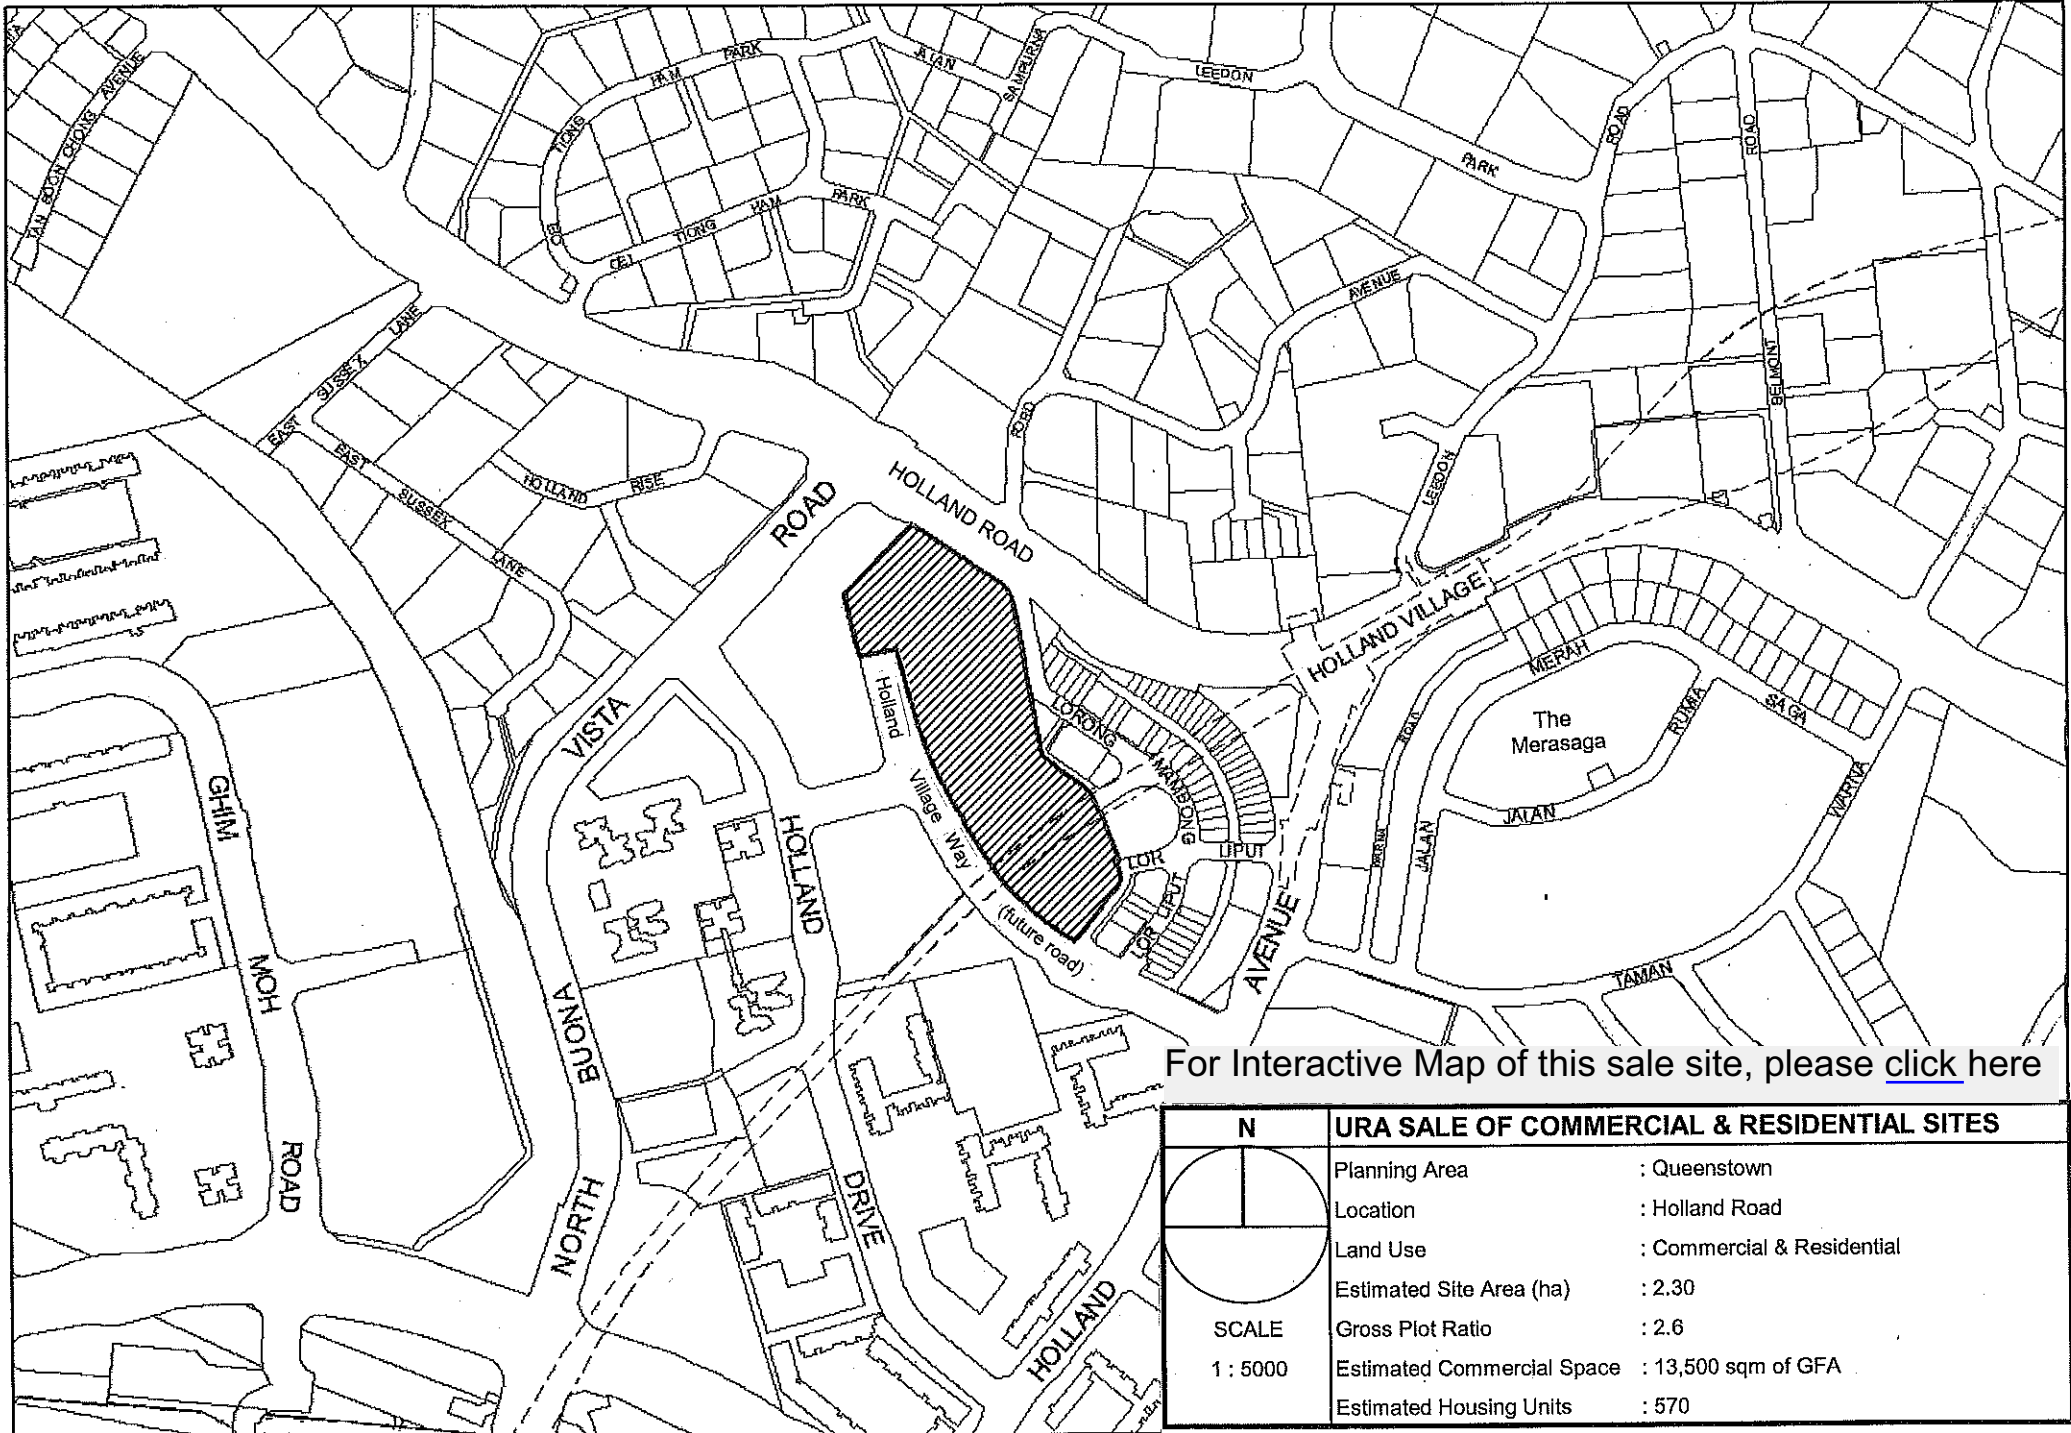 TAN BOON CHONG AVENUE
TIONG HAM PARK
JALAN SAMPURNA
LEEDON PARK
ROAD
ROAD
TIONG HAM PARK
AVENUE
EAST SUSSEX LANE
EAST SUSSEX LANE
HOLLAND RISE
ROAD
ROAD
HOLLAND ROAD
LEEDON
BELMONT
HOLLAND VILLAGE
MERAH
SAGA
The
Merasaga
RUMIA
JALAN
WARNA
ROAD
WARNA
JALAN
TAMAN
VISTA
Holland
Village Way
(future road)
LORONG
MAMBONG
LOR
LIPUT
LOR LIPUT
AVENUE
GHIM
MOH
ROAD
HOLLAND
DRIVE
BUONA
NORTH
HOLLAND
For Interactive Map of this sale site, please click here
N
SCALE
1 : 5000
URA SALE OF COMMERCIAL & RESIDENTIAL SITES
Planning Area : Queenstown
Location : Holland Road
Land Use : Commercial & Residential
Estimated Site Area (ha) : 2.30
Gross Plot Ratio : 2.6
Estimated Commercial Space : 13,500 sqm of GFA
Estimated Housing Units : 570